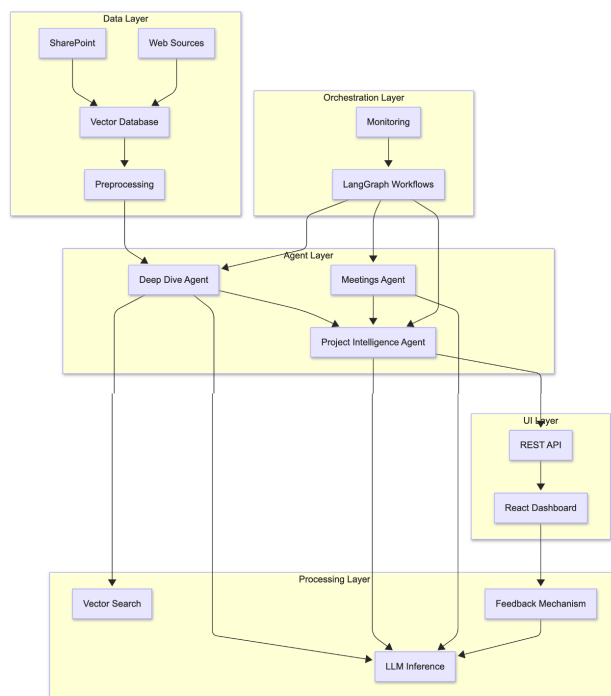 Data Layer
SharePoint
Web Sources
Vector Database
Preprocessing
Orchestration Layer
Monitoring
LangGraph Workflows
Agent Layer
Deep Dive Agent
Meetings Agent
Project Intelligence Agent
UI Layer
REST API
React Dashboard
Processing Layer
Vector Search
Feedback Mechanism
LLM Inference